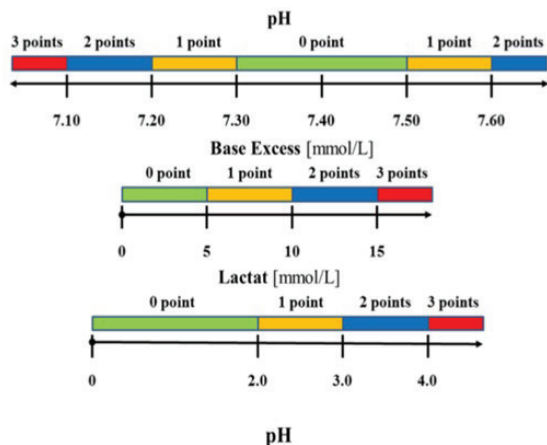 pH
3 points 2 points 1 point 0 point 1 point 2 points
7.10 7.20 7.30 7.40 7.50 7.60
Base Excess [mmol/L]
0 point 1 point 2 points 3 points
0 5 10 15
Lactat [mmol/L]
0 point 1 point 2 points 3 points
0 2.0 3.0 4.0
pH